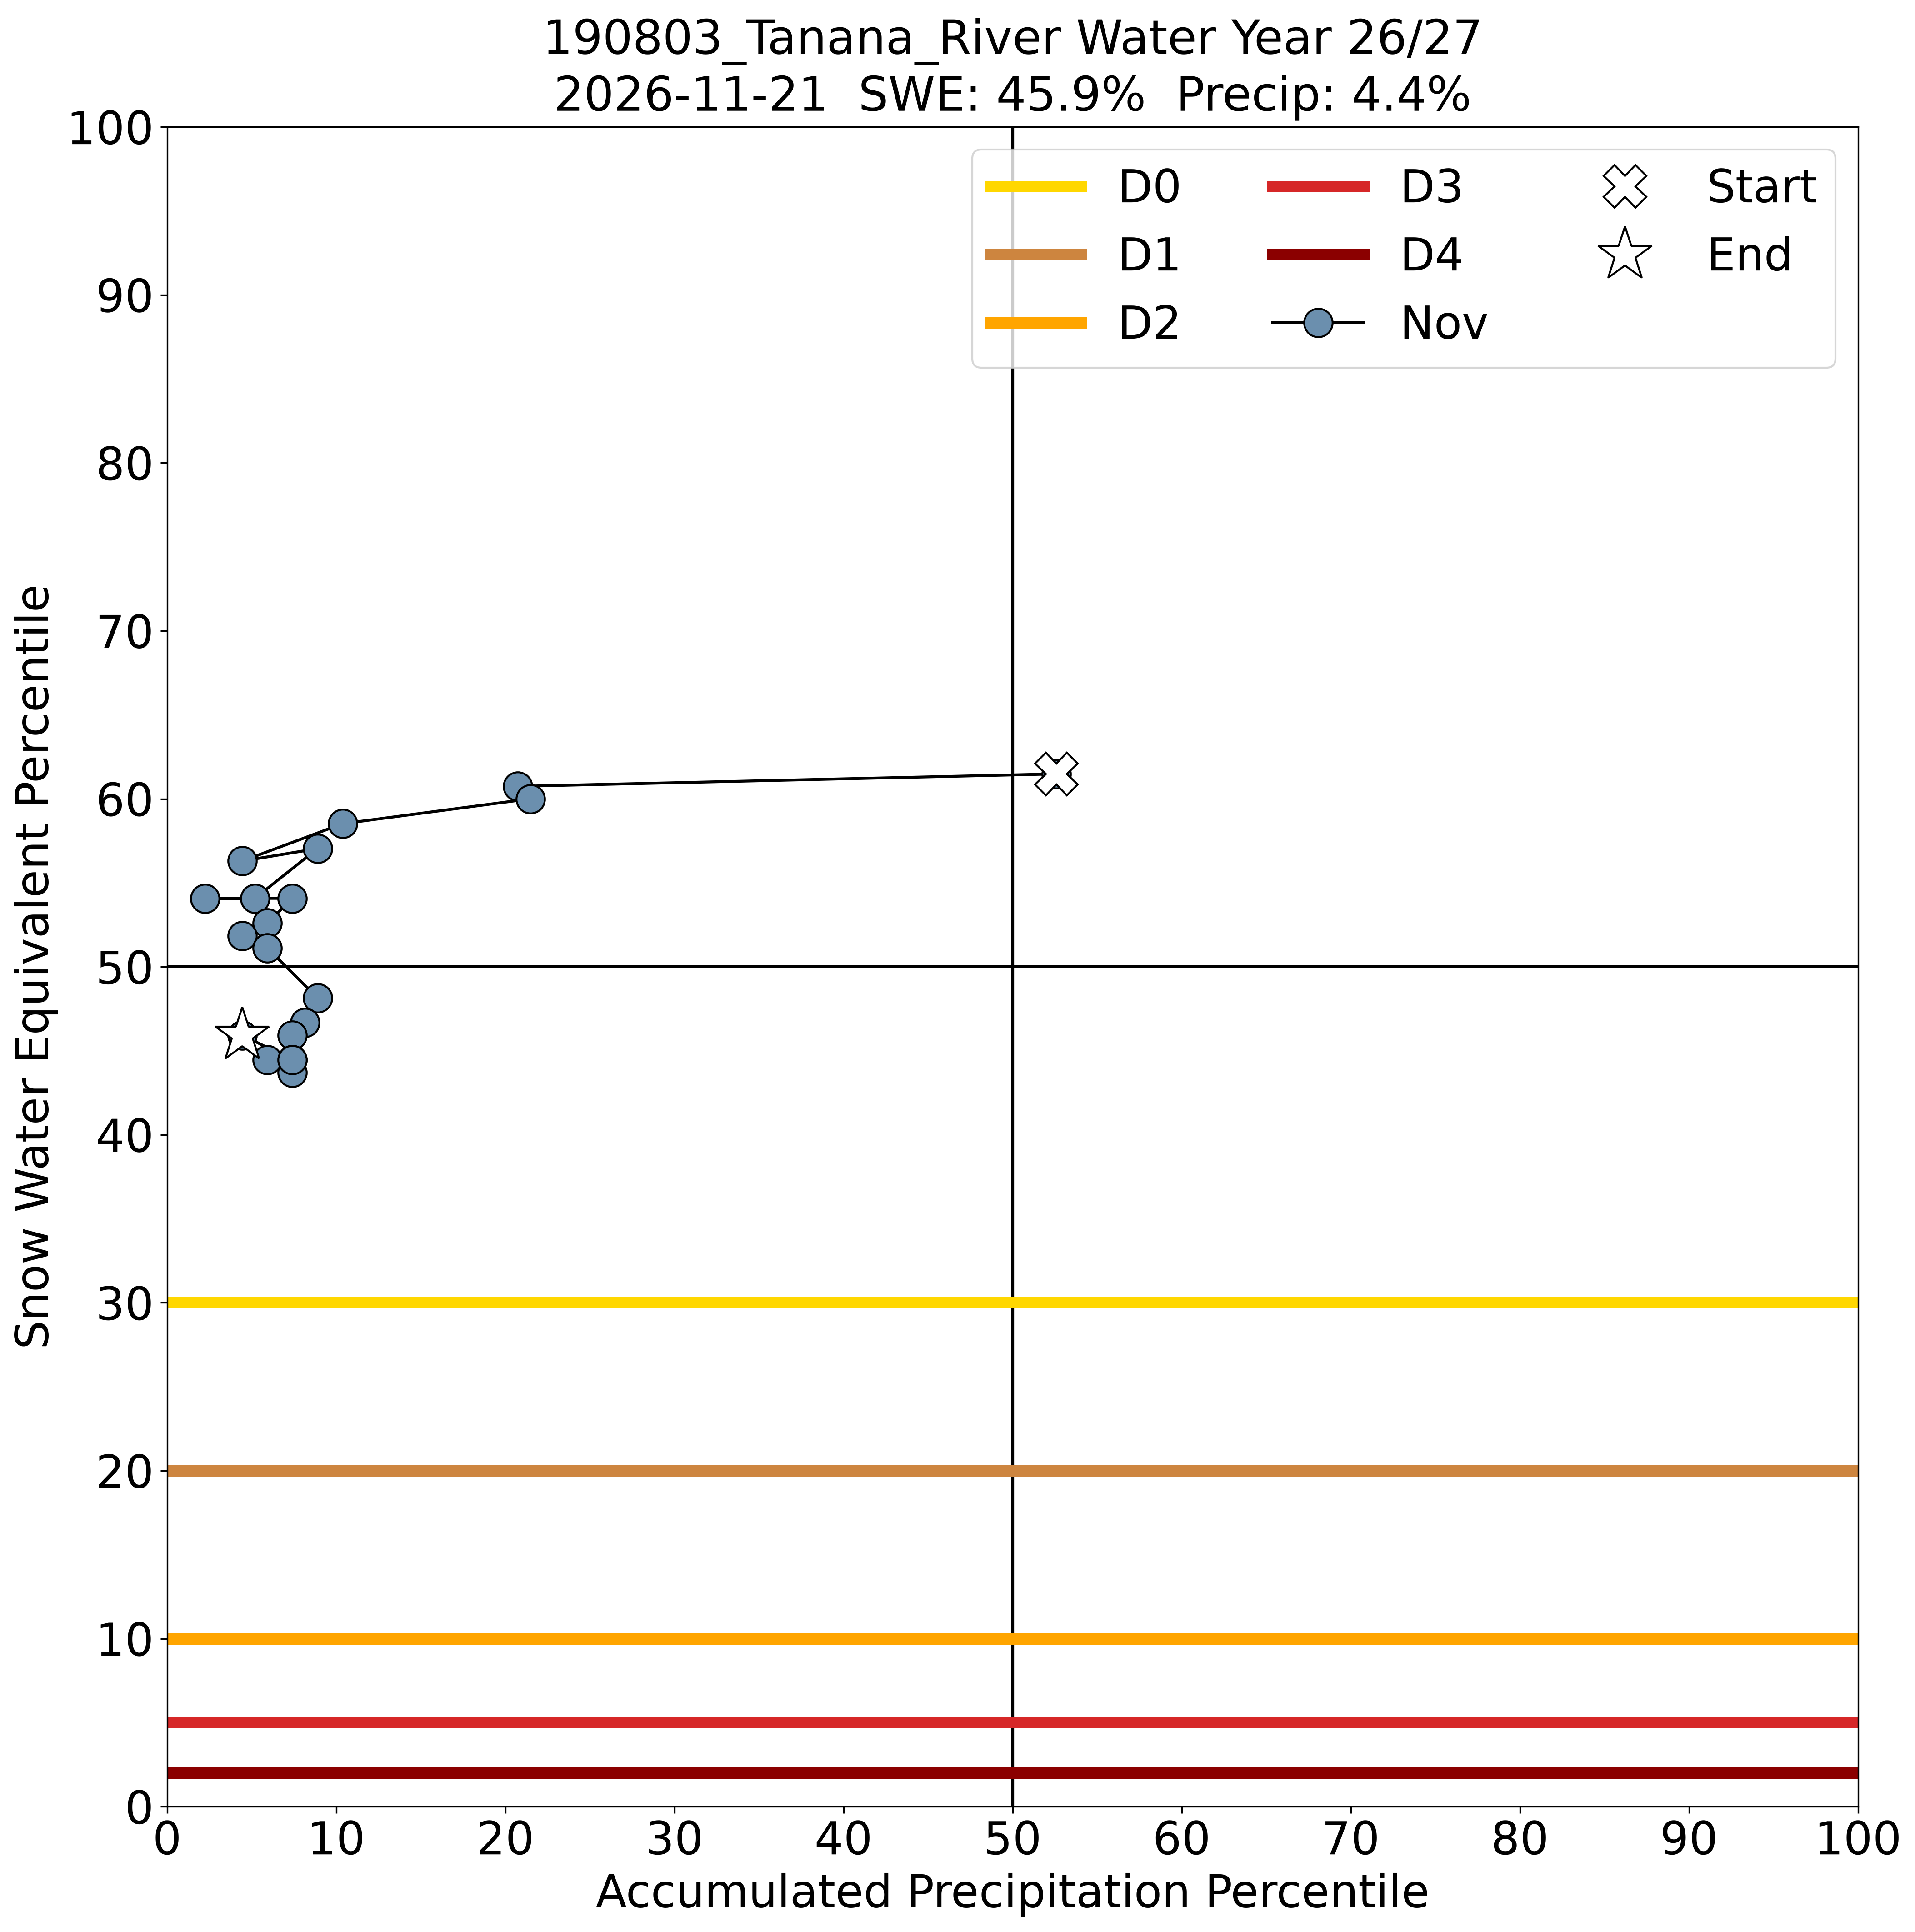 190803_Tanana_River Water Year 26/27
2026-11-21 SWE: 45.9% Precip: 4.4%
100
90
80
70
60
50
40
30
20
10
0
Snow Water Equivalent Percentile
D0
D1
D2
D3
D4
Nov
Start
End
0 10 20 30 40 50 60 70 80 90 100
Accumulated Precipitation Percentile